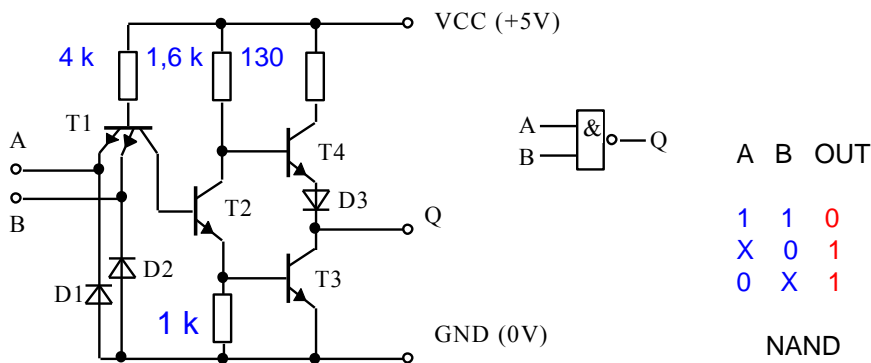 VCC (+5V)
4 k 1,6 k 130
T1
A
B
T2
T4
D3
Q
D1
D2
T3
1 k
GND (0V)
A
B
&
Q
A B OUT
1 1 0
X 0 1
0 X 1
NAND